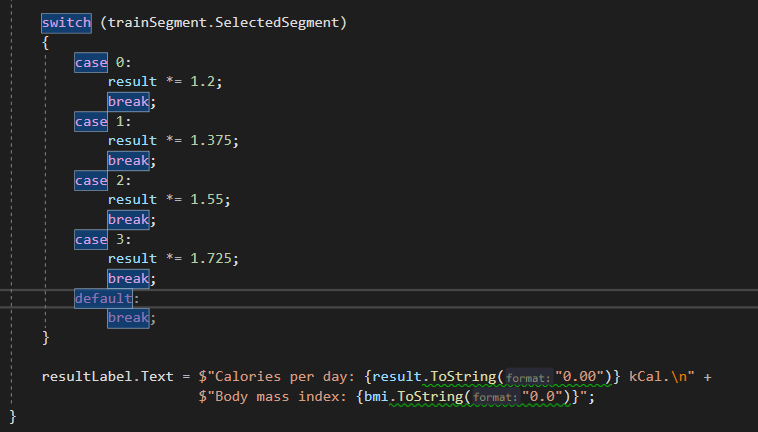 switch (trainSegment.SelectedSegment)
{
case 0:
result *= 1.2;
break;
case 1:
result *= 1.375;
break;
case 2:
result *= 1.55;
break;
case 3:
result *= 1.725;
break;
default:
break;
}
resultLabel.Text = $"Calories per day: {result.ToString(format:"0.00")} kCal.\n" +
$"Body mass index: {bmi.ToString(format:"0.0")}";
}